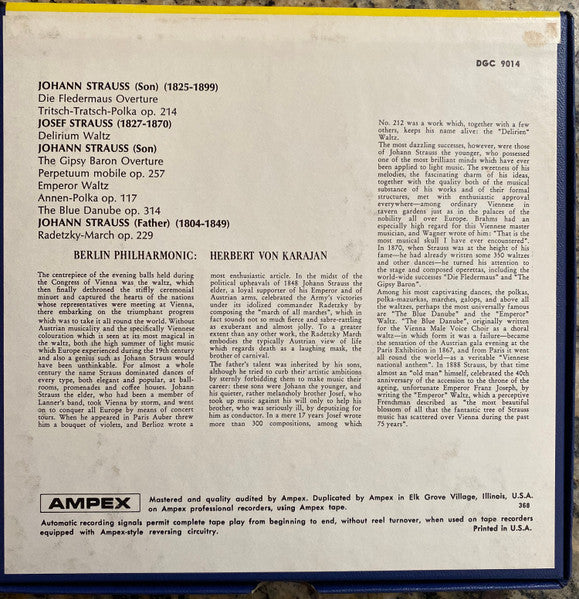 DGC 9014
JOHANN STRAUSS (Son) (1825-1899)
Die Fledermaus Overture
Tritsch-Tratsch-Polka op. 214
JOSEF STRAUSS (1827-1870)
Delirium Waltz
JOHANN STRAUSS (Son)
The Gipsy Baron Overture
Perpetuum mobile op. 257
Emperor Waltz
Annen-Polka op. 117
The Blue Danube op. 314
JOHANN STRAUSS (Father) (1804-1849)
Radetzky-March op. 229
BERLIN PHILHARMONIC: HERBERT VON KARAJAN
The centrepiece of the evening balls held during
the Congress of Vienna was the waltz, which
then finally dethroned the stiffly ceremonial
minuet and captured the hearts of the nations
whose representatives were meeting at Vienna,
there embarking on the triumphant progress
which was to take it all round the world. Without
Austrian musicality and the specifically Viennese
colouration which is seen at its most magical in
the waltz, both the high summer of light music
which Europe experienced during the 19th century
and also a genius such as Johann Strauss would
have been unthinkable. For almost a whole
century the name Strauss dominated dances of
every type, both elegant and popular, at ball-
rooms, promenades and coffee houses. Johann
Strauss the elder, who had been a member of
Lanner's band, took Vienna by storm, and went
on to conquer all Europe by means of concert
tours. When he appeared in Paris Auber threw
him a bouquet of violets, and Berlioz wrote a
most enthusiastic article. In the midst of the
political upheavals of 1848 Johann Strauss the
elder, a loyal supporter of his Emperor and of
Austrian arms, celebrated the Army's victories
under its idolized commander Radetzky by
composing the "march of all marches", which in
fact sounds not so much fierce and sabre-rattling
as exuberant and almost jolly. To a greater
extent than any other work, the Radetzky March
embodies the typically Austrian view of life
which regards death as a laughing mask, the
brother of carnival.
The father's talent was inherited by his sons,
although he tried to curb their artistic ambitions
by sternly forbidding them to make music their
career: these sons were Johann the younger, and
his quieter, rather melancholy brother Josef, who
took up music against his will only to help his
brother, who was seriously ill, by deputizing for
him as conductor. In a mere 17 years Josef wrote
more than 300 compositions, among which
No. 212 was a work which, together with a few
others, keeps his name alive: the "Delirien"
Waltz.
The most dazzling successes, however, were those
of Johann Strauss the younger, who possessed
one of the most brilliant minds which have ever
been applied to light music. The sweetness of his
melodies, the fascinating charm of his ideas,
together with the quality both of the musical
substance of his works and of their formal
structures, met with enthusiastic approval
everywhere—among ordinary Viennese in
tavern gardens just as in the palaces of the
nobility all over Europe. Brahms had an
especially high regard for this Viennese master
musician, and Wagner wrote of him: "That is the
most musical skull I have ever encountered".
In 1870, when Strauss was at the height of his
fame—he had already written some 350 waltzes
and other dances—he turned his attention to
the stage and composed operettas, including the
world-wide successes "Die Fledermaus" and "The
Gipsy Baron".
Among his most captivating dances, the polkas,
polka-mazurkas, marches, galops, and above all
the waltzes, perhaps the most universally famous
are "The Blue Danube" and the "Emperor"
Waltz. "The Blue Danube", originally written
for the Vienna Male Voice Choir as a choral
waltz—in which form it was a failure—became
the sensation of the Austrian gala evening at the
Paris Exhibition in 1867, and from Paris it went
all round the world—as a veritable "Viennese
national anthem". In 1888 Strauss, by that time
almost an "old man" himself, celebrated the 40th
anniversary of the accession to the throne of the
ageing, unfortunate Emperor Franz Joseph, by
writing the "Emperor" Waltz, which a perceptive
Frenchman described as "the most beautiful
blossom of all that the fantastic tree of Strauss
music has scattered over Vienna during the past
75 years".
AMPEX
Mastered and quality audited by Ampex. Duplicated by Ampex in Elk Grove Village, Illinois, U.S.A.
on Ampex professional recorders, using Ampex tape. 368
Automatic recording signals permit complete tape play from beginning to end, without reel turnover, when used on tape recorders
equipped with Ampex-style reversing circuitry. Printed in U.S.A.